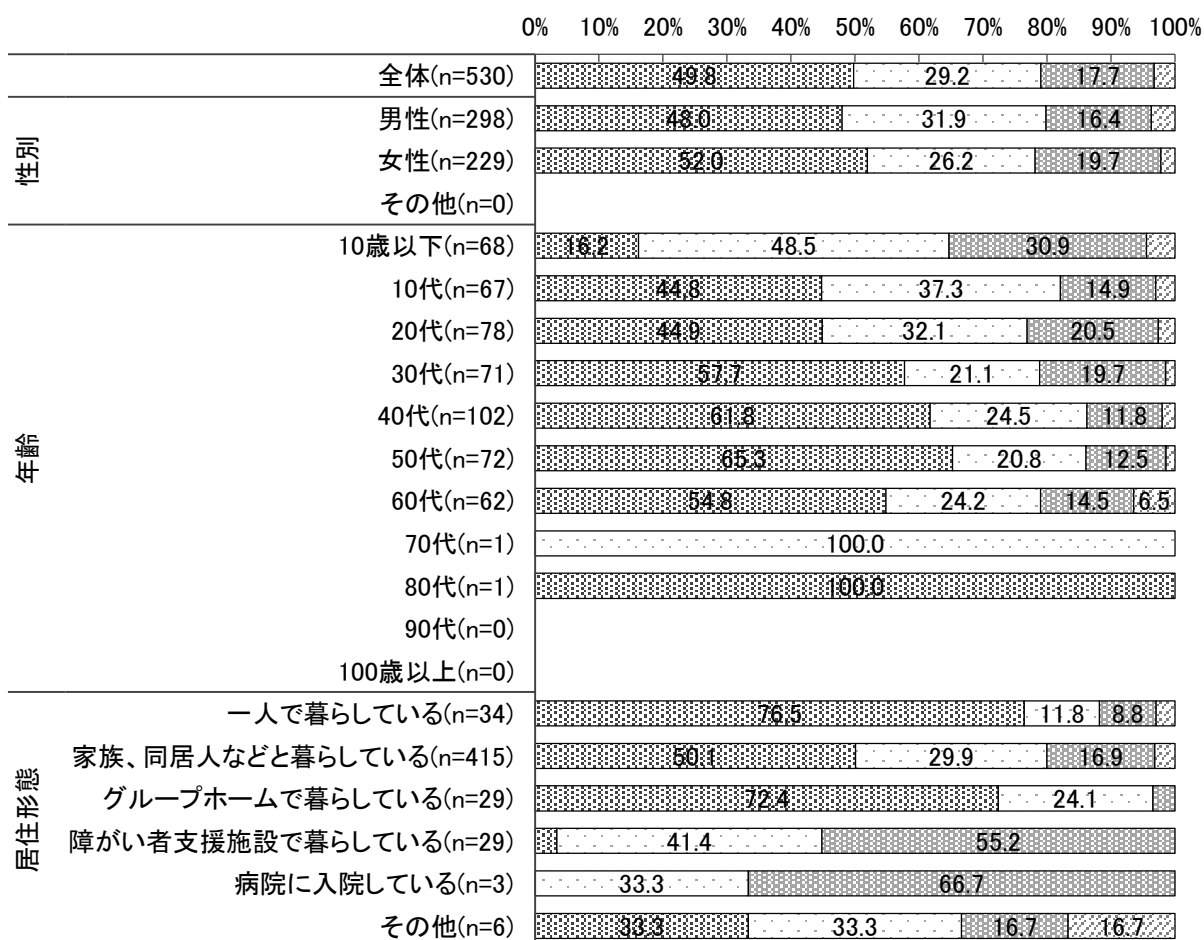 0% 10% 20% 30% 40% 50% 60% 70% 80% 90% 100%
全体(n=530) 49.8 29.2 17.7
性別
男性(n=298) 48.0 31.9 16.4
女性(n=229) 52.0 26.2 19.7
その他(n=0)
年齢
10歳以下(n=68) 16.2 48.5 30.9
10代(n=67) 44.8 37.3 14.9
20代(n=78) 44.9 32.1 20.5
30代(n=71) 57.7 21.1 19.7
40代(n=102) 61.8 24.5 11.8
50代(n=72) 65.3 20.8 12.5
60代(n=62) 54.8 24.2 14.5 6.5
70代(n=1) 100.0
80代(n=1) 100.0
90代(n=0)
100歳以上(n=0)
居住形態
一人で暮らしている(n=34) 76.5 11.8 8.8
家族、同居人などと暮らしている(n=415) 50.1 29.9 16.9
グループホームで暮らしている(n=29) 72.4 24.1
障がい者支援施設で暮らしている(n=29) 41.4 55.2
病院に入院している(n=3) 33.3 66.7
その他(n=6) 33.3 33.3 16.7 16.7